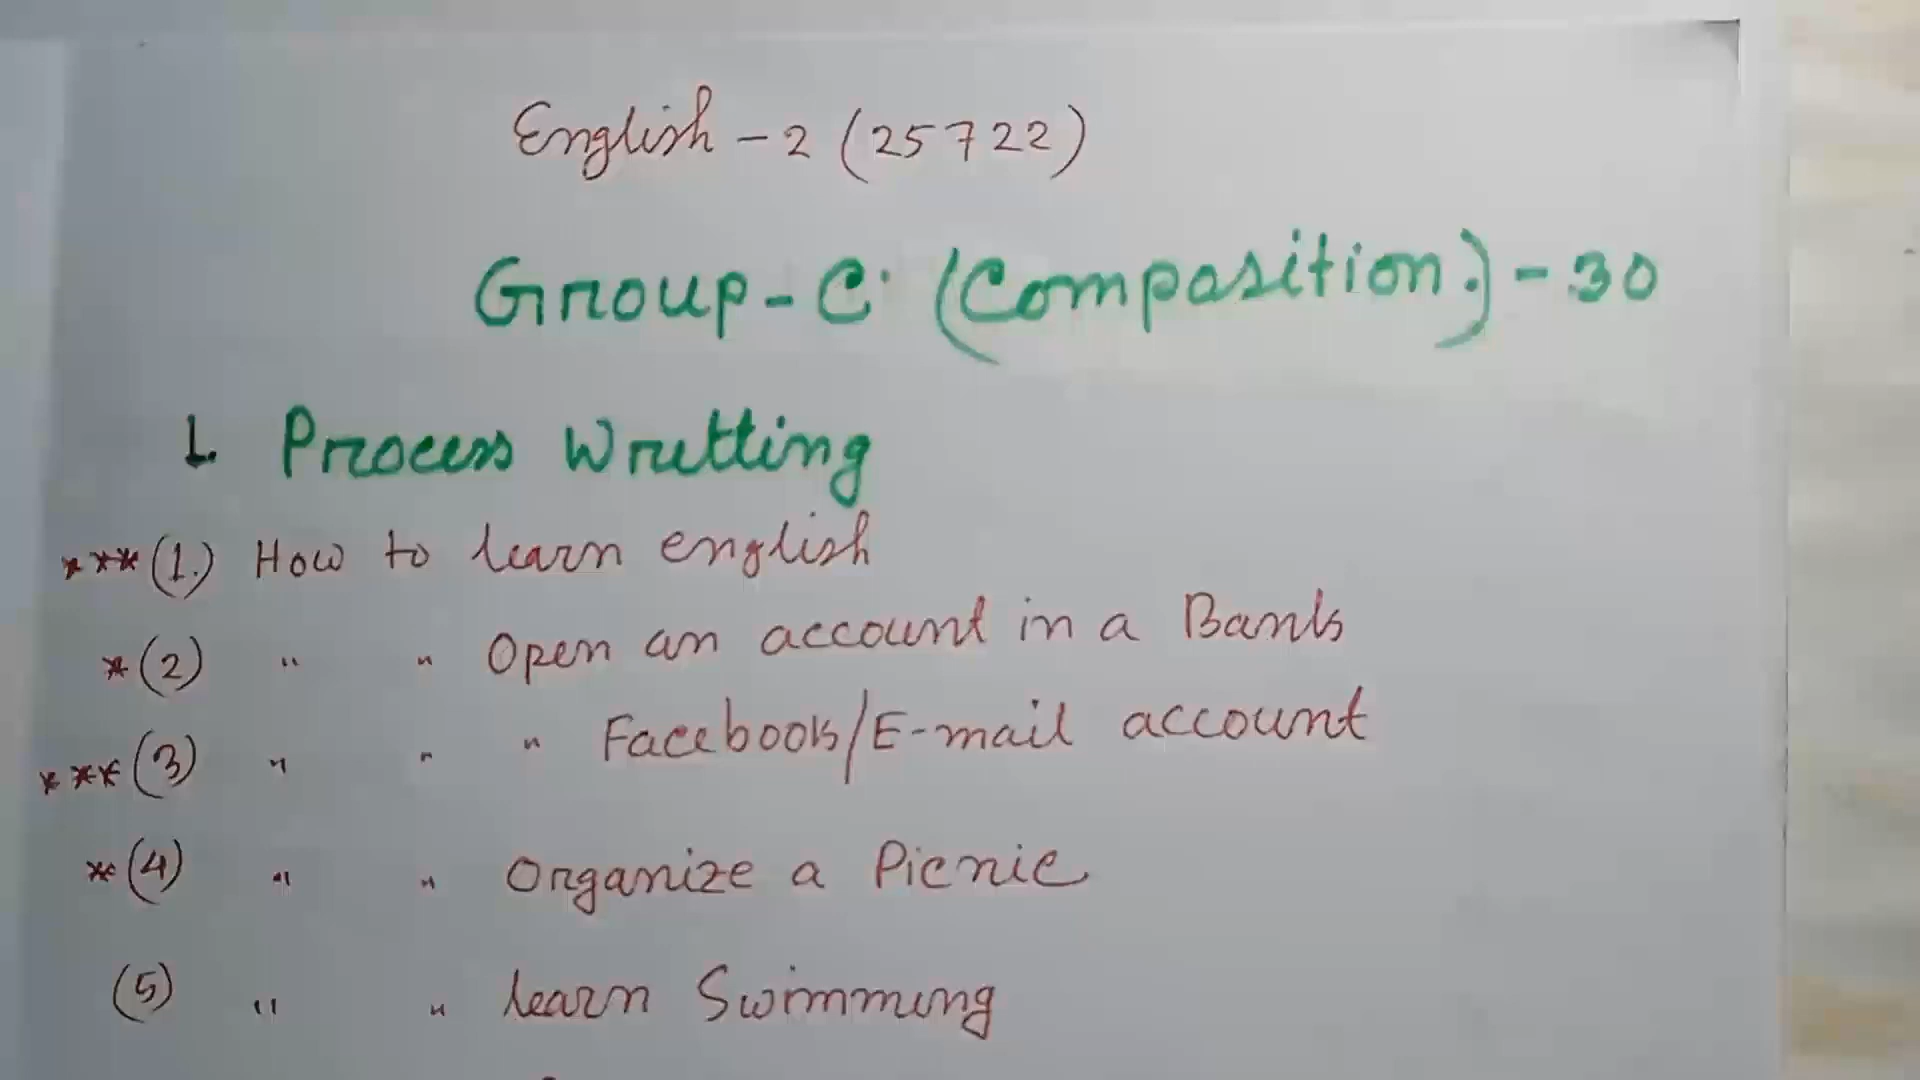 English - 2 (25722)
Group - C (Composition) - 30
1. Process Writting
***(1.) How to learn english
*(2) " " Open an account in a Bank
***(3) " " " Facebook/E-mail account
*(4) " " Organize a Picnic
(5) " " learn Swimming